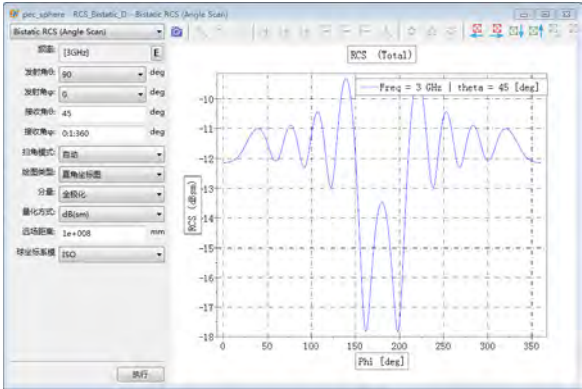 pec_sphere - RCS_Bistatic_D - Bistatic RCS (Angle Scan)
Bistatic RCS (Angle Scan)
频率: [3GHz] E
发射角θ: 90 deg
发射角φ: 0 deg
接收角θ: 45 deg
接收角φ: 0:1:360 deg
扫角模式: 自动
绘图类型: 直角坐标图
分量: 全极化
量化方式: dB(sm)
远场距离: 1e+008 mm
球坐标系模 ISO
执行
RCS (Total)
Freq = 3 GHz | theta = 45 [deg]
RCS (dBsm)
-10
-11
-12
-13
-14
-15
-16
-17
-18
0 50 100 150 200 250 300 350
Phi [deg]